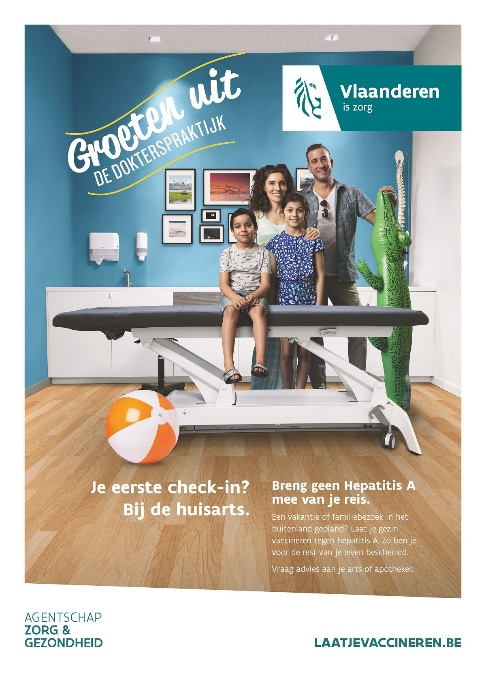 Groeten uit
DE DOKTERSPRAKTIJK
Vlaanderen
is zorg
Je eerste check-in?
Bij de huisarts.
Breng geen Hepatitis A
mee van je reis.
Een vakantie of familiebezoek in het
buitenland gepland? Laat je gezin
vaccineren tegen hepatitis A. Zo ben je
voor de rest van je leven beschermd.
Vraag advies aan je arts of apotheker.
AGENTSCHAP
ZORG &
GEZONDHEID
LAATJEVACCINEREN.BE